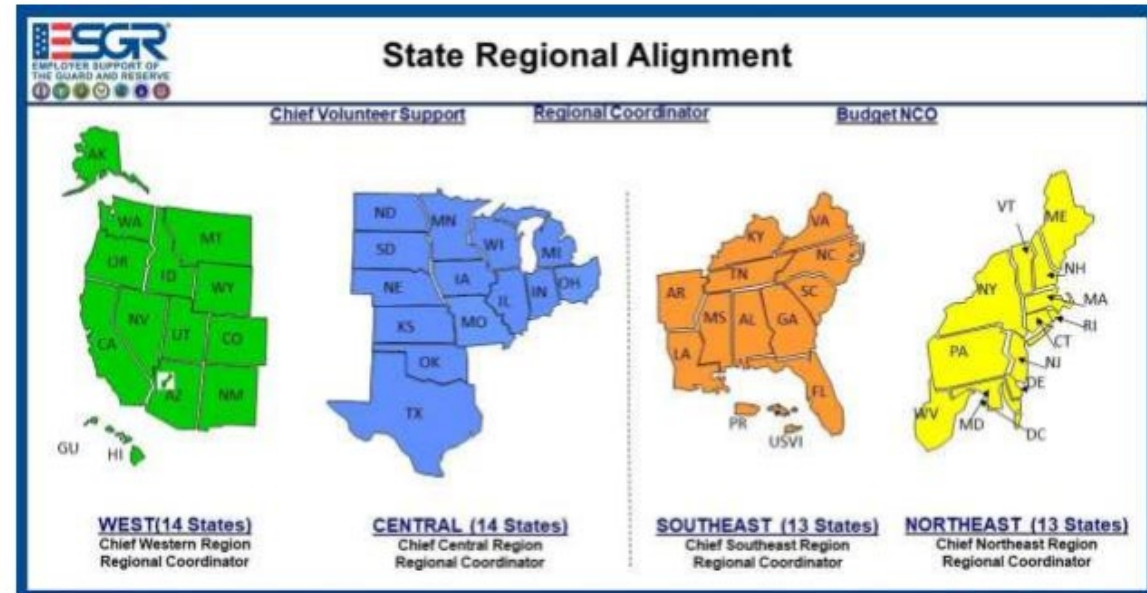 ESGR
EMPLOYER SUPPORT OF
THE GUARD AND RESERVE
State Regional Alignment
Chief Volunteer Support Regional Coordinator Budget NCO
AK
WA
MT
OR
ID
WY
NV
UT
CO
CA
AZ
NM
GU
HI
ND
MN
SD
WI
MI
NE
IA
IL
IN
OH
KS
MO
OK
TX
KY
VA
NC
TN
AR
SC
MS
AL
GA
LA
FL
PR
USVI
VT
ME
NH
NY
MA
RI
CT
PA
NJ
DE
WV
MD
DC
WEST(14 States)
Chief Western Region
Regional Coordinator
CENTRAL (14 States)
Chief Central Region
Regional Coordinator
SOUTHEAST (13 States)
Chief Southeast Region
Regional Coordinator
NORTHEAST (13 States)
Chief Northeast Region
Regional Coordinator